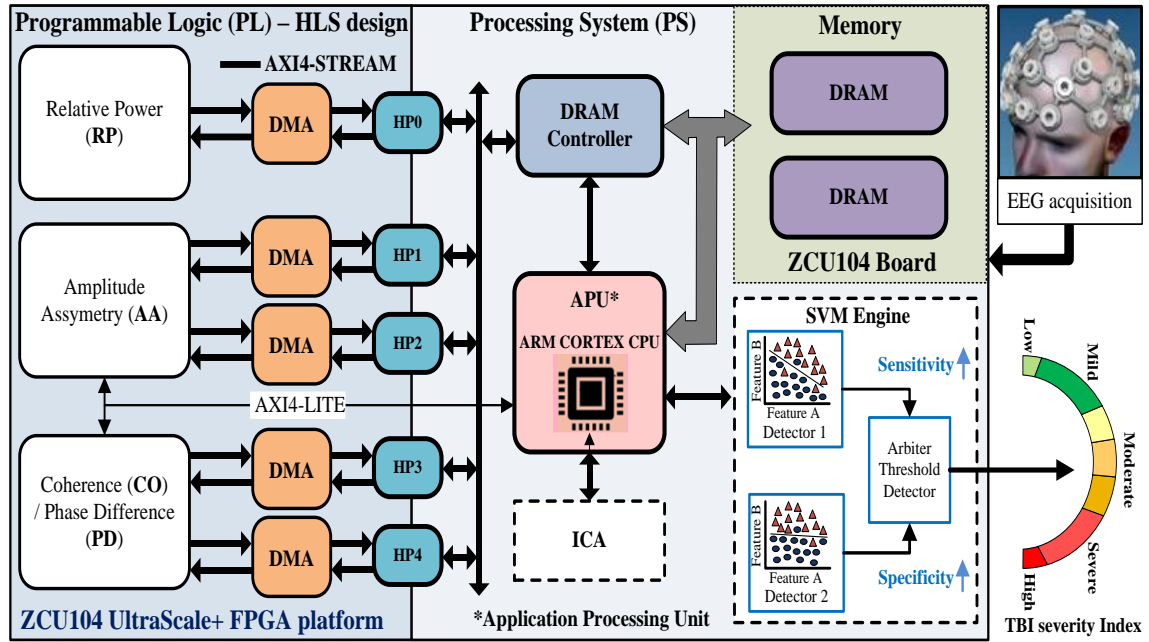 Programmable Logic (PL) – HLS design
AXI4-STREAM
Relative Power
(RP)
DMA
HP0
Amplitude
Assymetry (AA)
DMA
HP1
DMA
HP2
AXI4-LITE
Coherence (CO)
/ Phase Difference
(PD)
DMA
HP3
DMA
HP4
ZCU104 UltraScale+ FPGA platform
Processing System (PS)
DRAM
Controller
APU*
ARM CORTEX CPU
ICA
*Application Processing Unit
Memory
DRAM
DRAM
ZCU104 Board
SVM Engine
Feature B
Feature A
Detector 1
Sensitivity
Arbiter
Threshold
Detector
Feature B
Feature A
Detector 2
Specificity
EEG acquisition
Low
Mild
Moderate
Severe
High
TBI severity Index